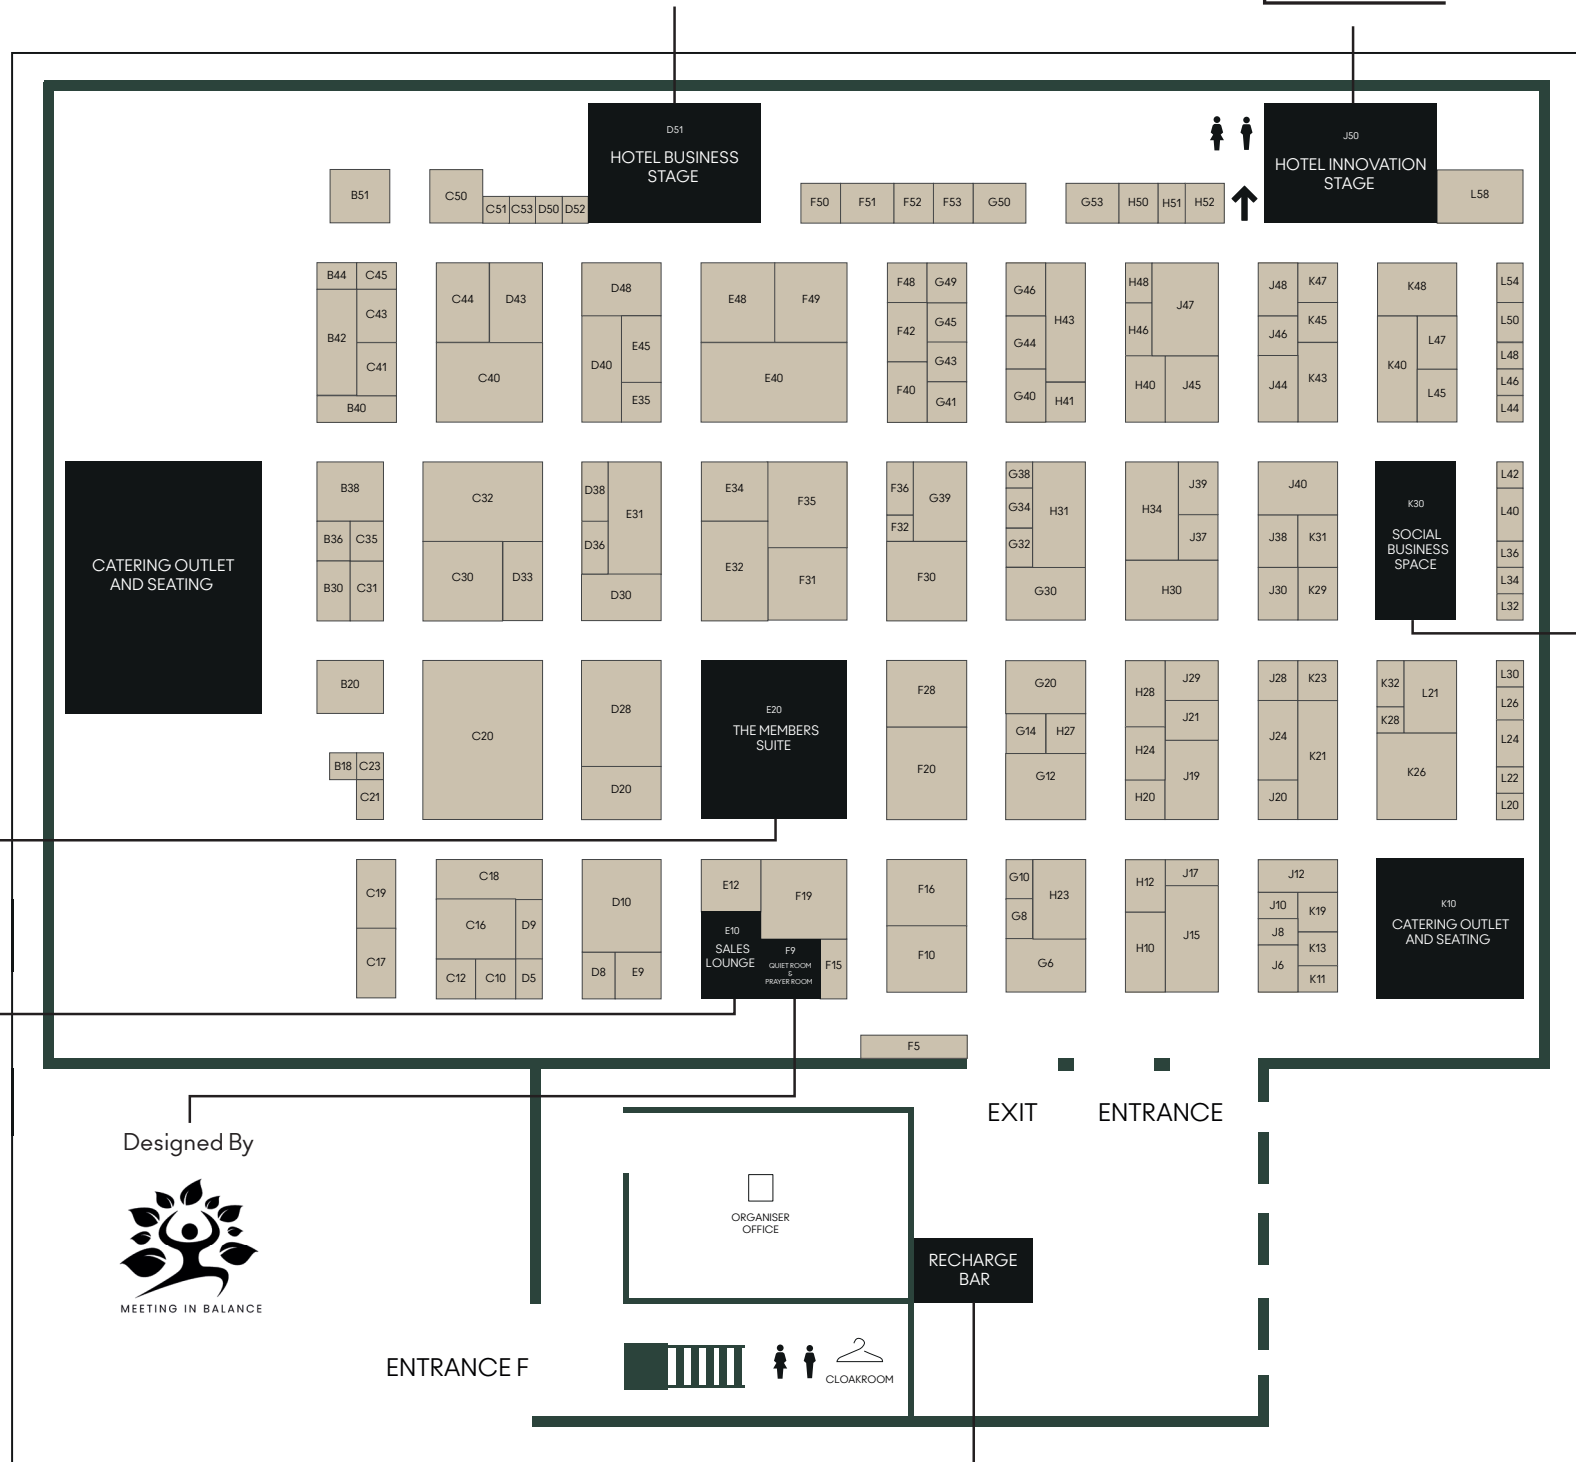 D51
HOTEL BUSINESS
STAGE
J50
HOTEL INNOVATION
STAGE
B51
C50
C51
C53
D50
D52
F50
F51
F52
F53
G50
G53
H50
H51
H52
L58
B44
C45
C44
D43
D48
E48
F49
F48
G49
G46
H43
H48
J47
J48
K47
K48
L54
B42
C43
C41
B40
C40
D40
E45
E35
E40
F42
G45
G43
F40
G41
G44
G40
H41
H46
H40
J45
J46
K45
J44
K43
K40
L47
L45
L50
L48
L46
L44
CATERING OUTLET
AND SEATING
B38
B36
C35
B30
C31
C32
C30
D33
D38
E31
D36
D30
E34
F35
E32
F31
F36
G39
F32
F30
G38
G34
G32
H31
G30
H34
J39
J37
H30
J40
J38
K31
J30
K29
K30
SOCIAL
BUSINESS
SPACE
L42
L40
L36
L34
L32
B20
B18
C23
C21
C20
D28
D20
E20
THE MEMBERS
SUITE
F28
F20
G20
G14
H27
G12
H28
J29
J21
H24
J19
H20
J28
K23
J24
K21
J20
K32
L21
K28
K26
L30
L26
L24
L22
L20
C19
C17
C18
C16
D9
C12
C10
D5
D10
D8
E9
E12
F19
E10
SALES
LOUNGE
F9
QUIET ROOM
&
PRAYER ROOM
F15
F16
F10
G10
H23
G8
G6
H12
J17
H10
J15
J12
J10
K19
J8
J6
K13
K11
K10
CATERING OUTLET
AND SEATING
F5
EXIT
ENTRANCE
Designed By
MEETING IN BALANCE
ORGANISER
OFFICE
RECHARGE
BAR
ENTRANCE F
CLOAKROOM